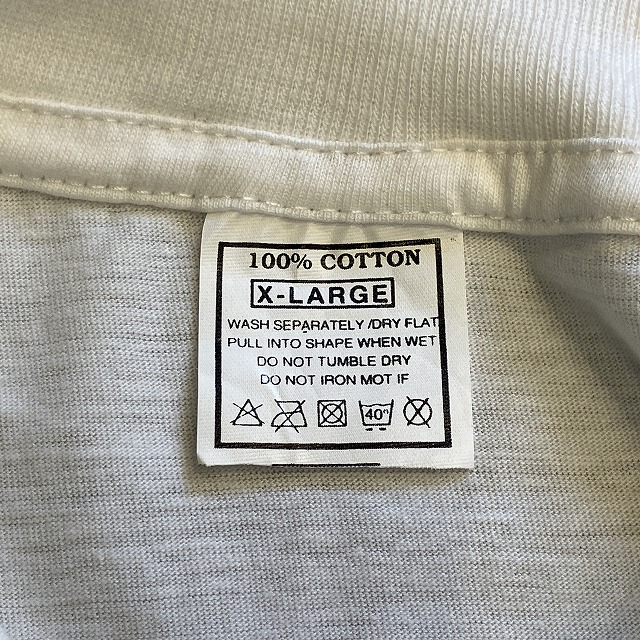 100% COTTON
X-LARGE
WASH SEPARATELY /DRY FLAT
PULL INTO SHAPE WHEN WET
DO NOT TUMBLE DRY
DO NOT IRON MOT IF
40°